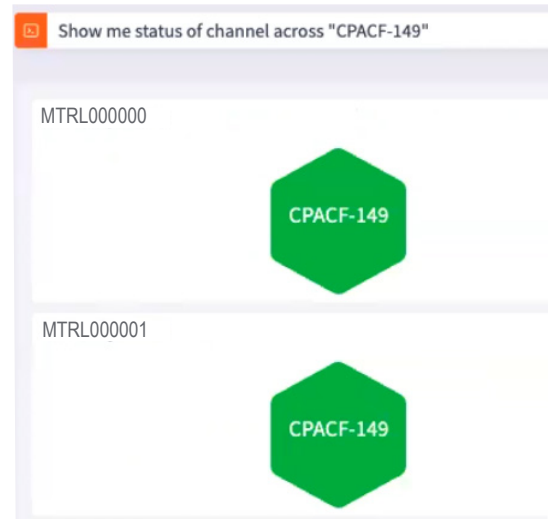 Show me status of channel across "CPACF-149"
MTRL000000
CPACF-149
MTRL000001
CPACF-149